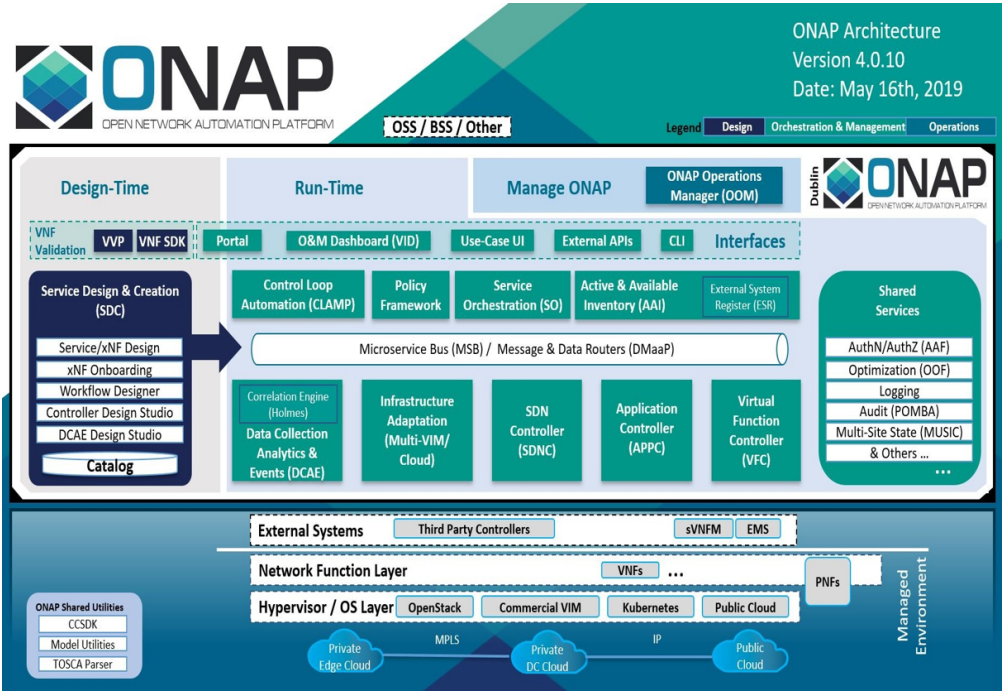 ONAP
OPEN NETWORK AUTOMATION PLATFORM
ONAP Architecture
Version 4.0.10
Date: May 16th, 2019
OSS / BSS / Other
Legend
Design
Orchestration & Management
Operations
Design-Time
Run-Time
Manage ONAP
ONAP Operations
Manager (OOM)
Dublin
ONAP
OPEN NETWORK AUTOMATION PLATFORM
VNF
Validation
VVP
VNF SDK
Portal
O&M Dashboard (VID)
Use-Case UI
External APIs
CLI
Interfaces
Service Design & Creation
(SDC)
Service/xNF Design
xNF Onboarding
Workflow Designer
Controller Design Studio
DCAE Design Studio
Catalog
Control Loop
Automation (CLAMP)
Policy
Framework
Service
Orchestration (SO)
Active & Available
Inventory (AAI)
External System
Register (ESR)
Microservice Bus (MSB) / Message & Data Routers (DMaaP)
Correlation Engine
(Holmes)
Data Collection
Analytics &
Events (DCAE)
Infrastructure
Adaptation
(Multi-VIM/
Cloud)
SDN
Controller
(SDNC)
Application
Controller
(APPC)
Virtual
Function
Controller
(VFC)
Shared
Services
AuthN/AuthZ (AAF)
Optimization (OOF)
Logging
Audit (POMBA)
Multi-Site State (MUSIC)
& Others ...
...
External Systems
Third Party Controllers
sVNFM
EMS
Network Function Layer
VNFs
...
PNFs
Hypervisor / OS Layer
OpenStack
Commercial VIM
Kubernetes
Public Cloud
Private
Edge Cloud
MPLS
Private
DC Cloud
IP
Public
Cloud
Managed
Environment
ONAP Shared Utilities
CCSDK
Model Utilities
TOSCA Parser